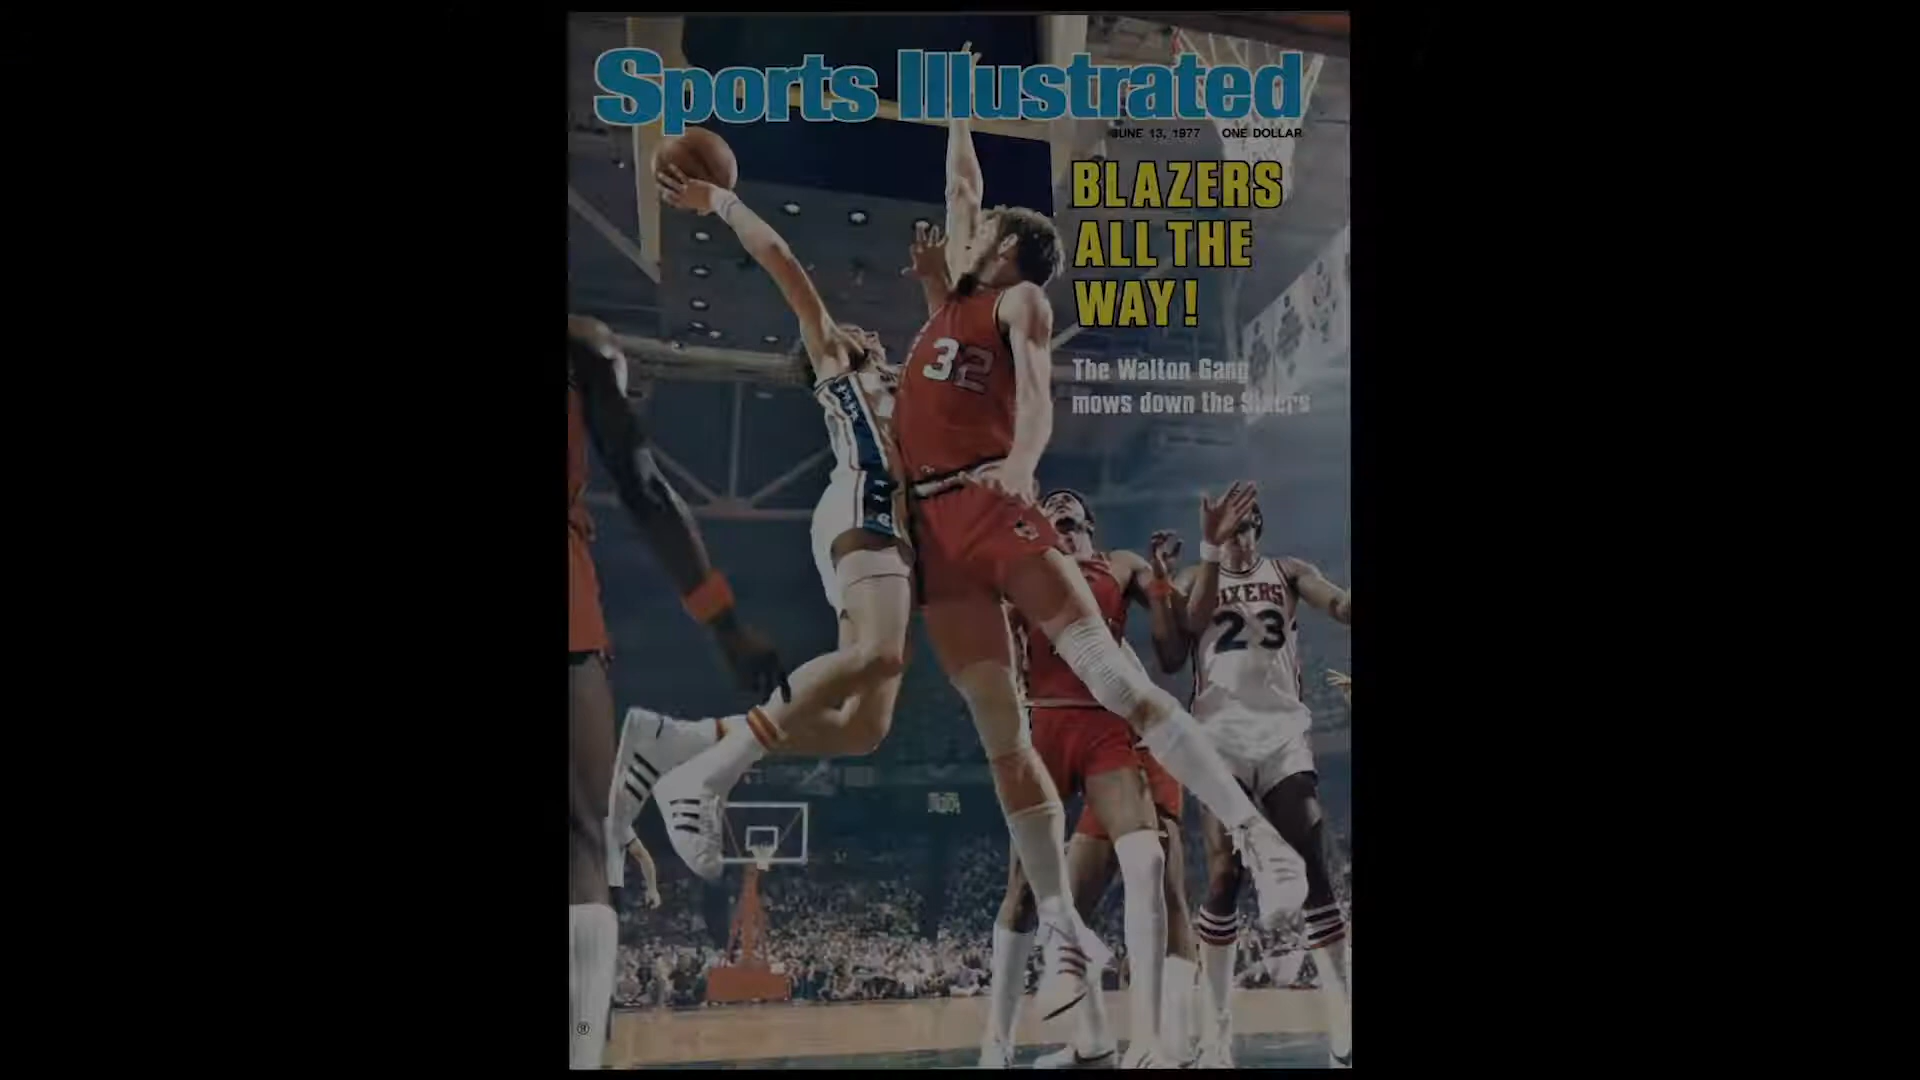 Sports Illustrated
JUNE 13, 1977 ONE DOLLAR
BLAZERS
ALL THE
WAY!
The Walton Gang
mows down the Sixers
32
SIXERS
23